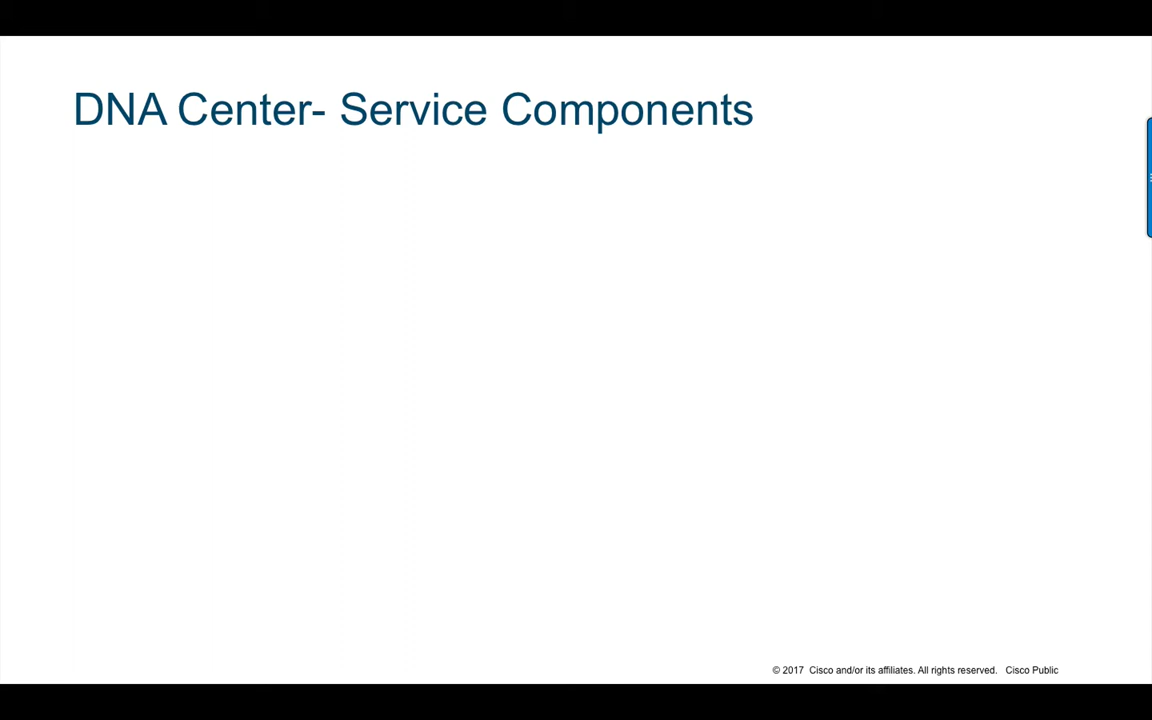 DNA Center- Service Components
© 2017 Cisco and/or its affiliates. All rights reserved. Cisco Public